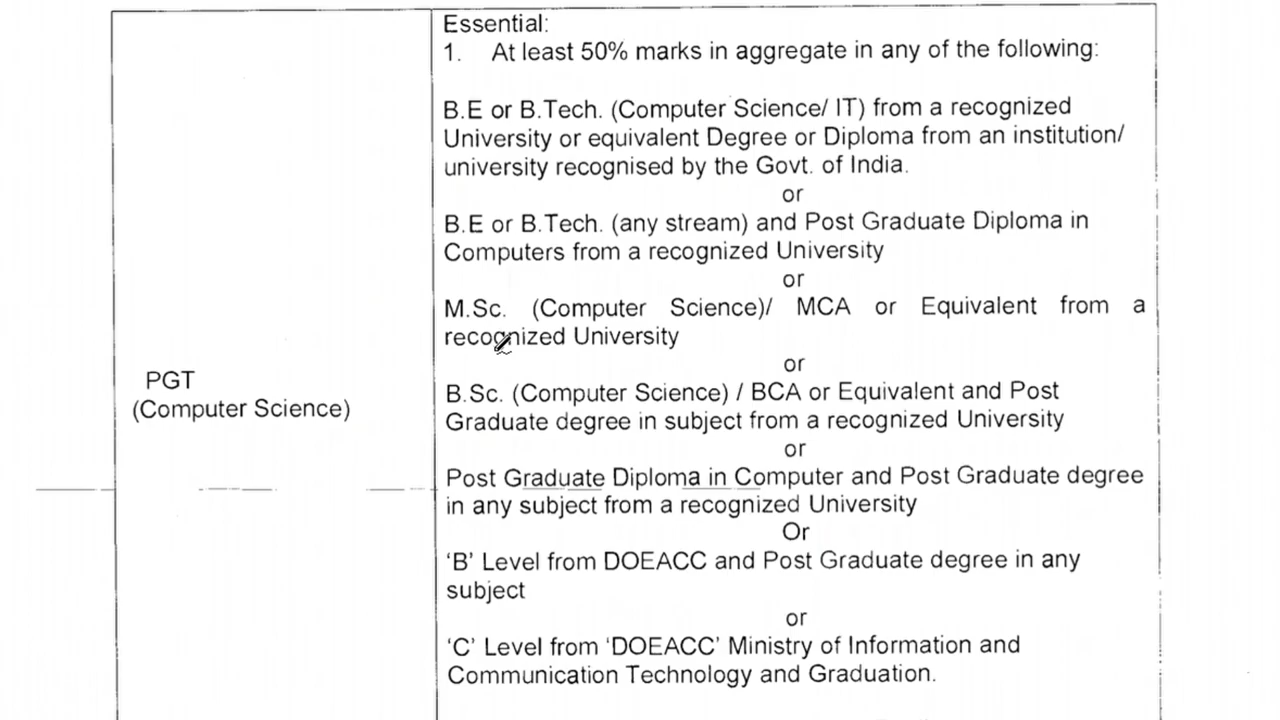 Essential:
1. At least 50% marks in aggregate in any of the following:
B.E or B.Tech. (Computer Science/ IT) from a recognized
University or equivalent Degree or Diploma from an institution/
university recognised by the Govt. of India.
or
B.E or B.Tech. (any stream) and Post Graduate Diploma in
Computers from a recognized University
or
M.Sc. (Computer Science)/ MCA or Equivalent from a
recognized University
or
PGT
(Computer Science)
B.Sc. (Computer Science) / BCA or Equivalent and Post
Graduate degree in subject from a recognized University
or
Post Graduate Diploma in Computer and Post Graduate degree
in any subject from a recognized University
Or
‘B’ Level from DOEACC and Post Graduate degree in any
subject
or
‘C’ Level from ‘DOEACC’ Ministry of Information and
Communication Technology and Graduation.